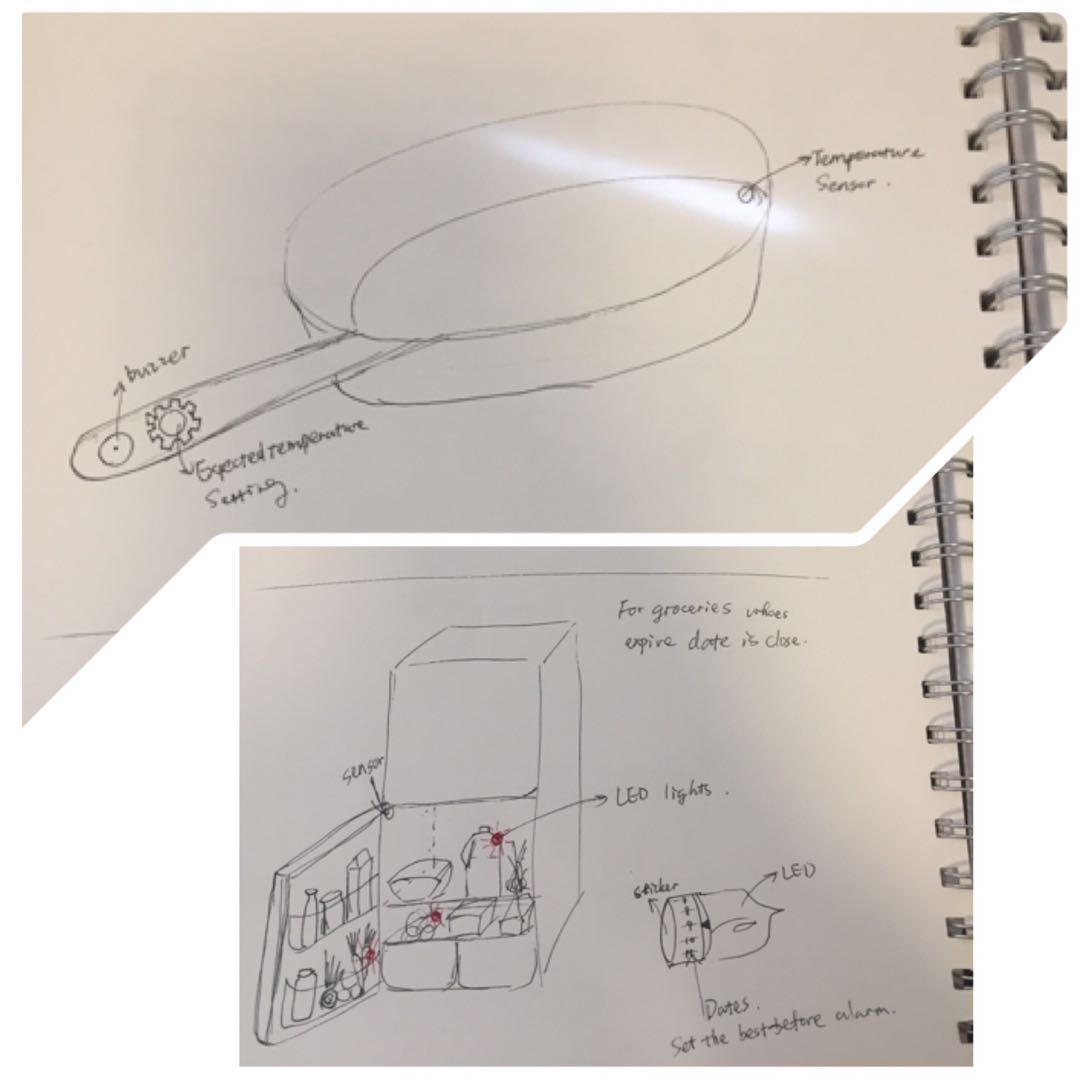 Temperature
Sensor.
buzzer
Expected temperature
Setting.
For groceries whoes
expire date is close.
sensor
LED lights.
sticker
LED
Dates.
Set the best-before alarm.